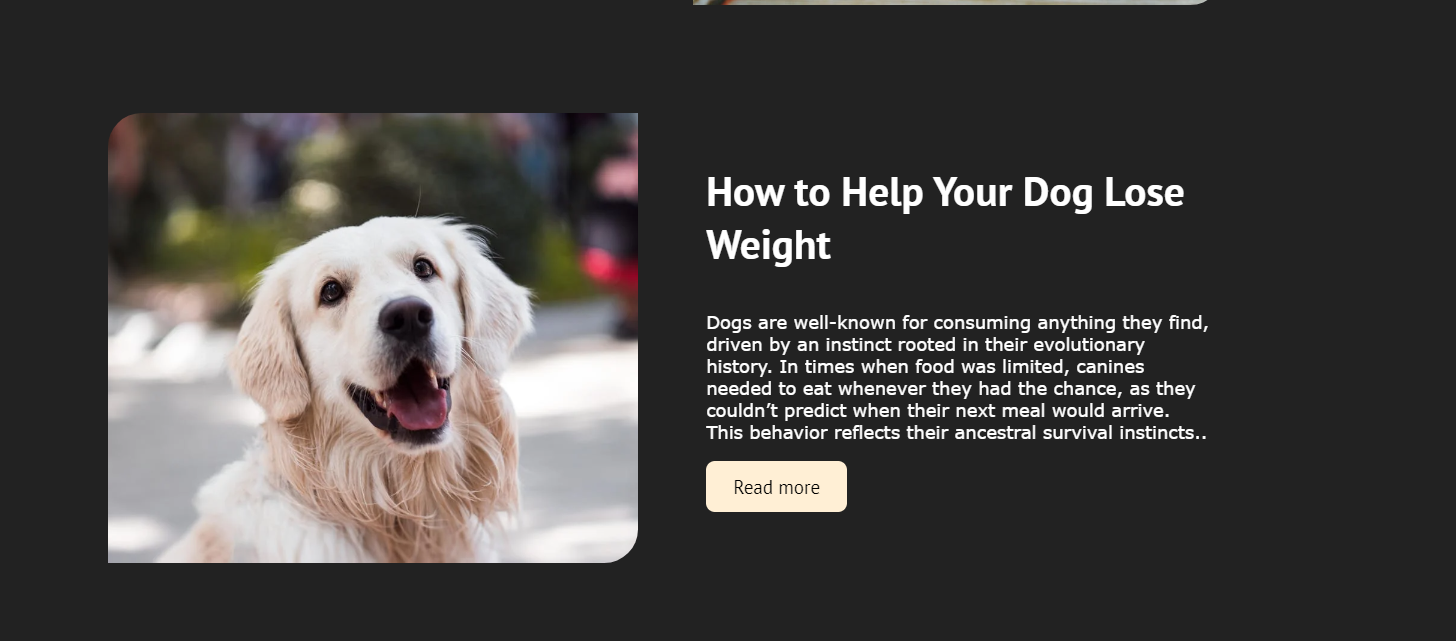 How to Help Your Dog Lose
Weight
Dogs are well-known for consuming anything they find,
driven by an instinct rooted in their evolutionary
history. In times when food was limited, canines
needed to eat whenever they had the chance, as they
couldn’t predict when their next meal would arrive.
This behavior reflects their ancestral survival instincts..
Read more